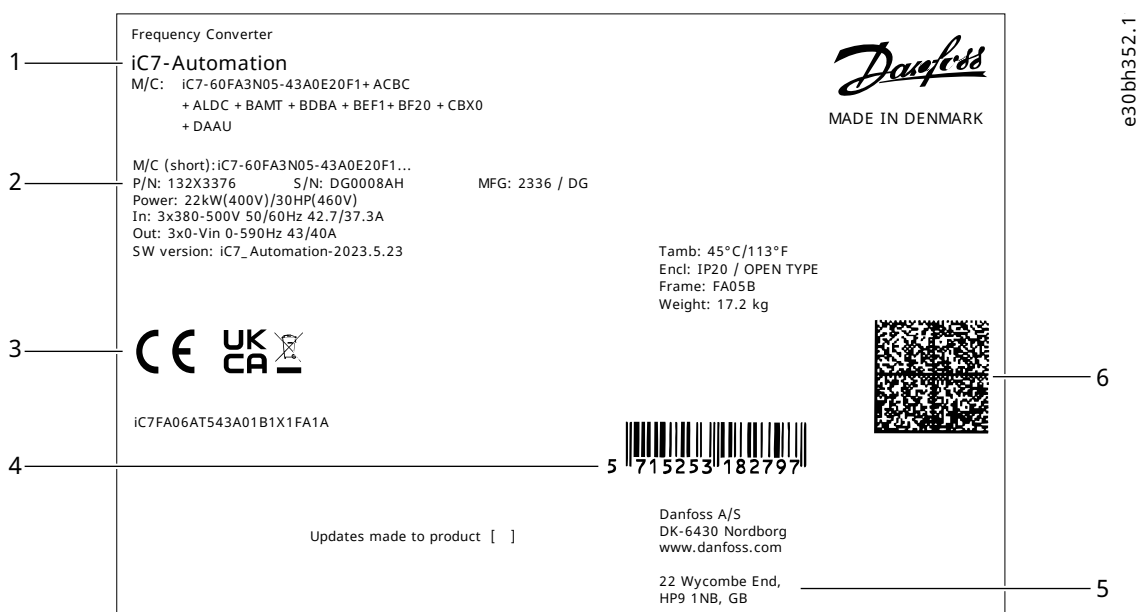 Frequency Converter
iC7-Automation
M/C: iC7-60FA3N05-43A0E20F1+ ACBC
+ ALDC + BAMT + BDBA + BEF1+ BF20 + CBX0
+ DAAU
Danfoss
MADE IN DENMARK
e30bh352.1
1
M/C (short):iC7-60FA3N05-43A0E20F1...
2
P/N: 132X3376 S/N: DG0008AH MFG: 2336 / DG
Power: 22kW(400V)/30HP(460V)
In: 3x380-500V 50/60Hz 42.7/37.3A
Out: 3x0-Vin 0-590Hz 43/40A
SW version: iC7_Automation-2023.5.23
Tamb: 45°C/113°F
Encl: IP20 / OPEN TYPE
Frame: FA05B
Weight: 17.2 kg
3
CE UK
CA
6
iC7FA06AT543A01B1X1FA1A
4
5 715253 182797
Danfoss A/S
DK-6430 Nordborg
www.danfoss.com
Updates made to product [ ]
22 Wycombe End,
HP9 1NB, GB
5